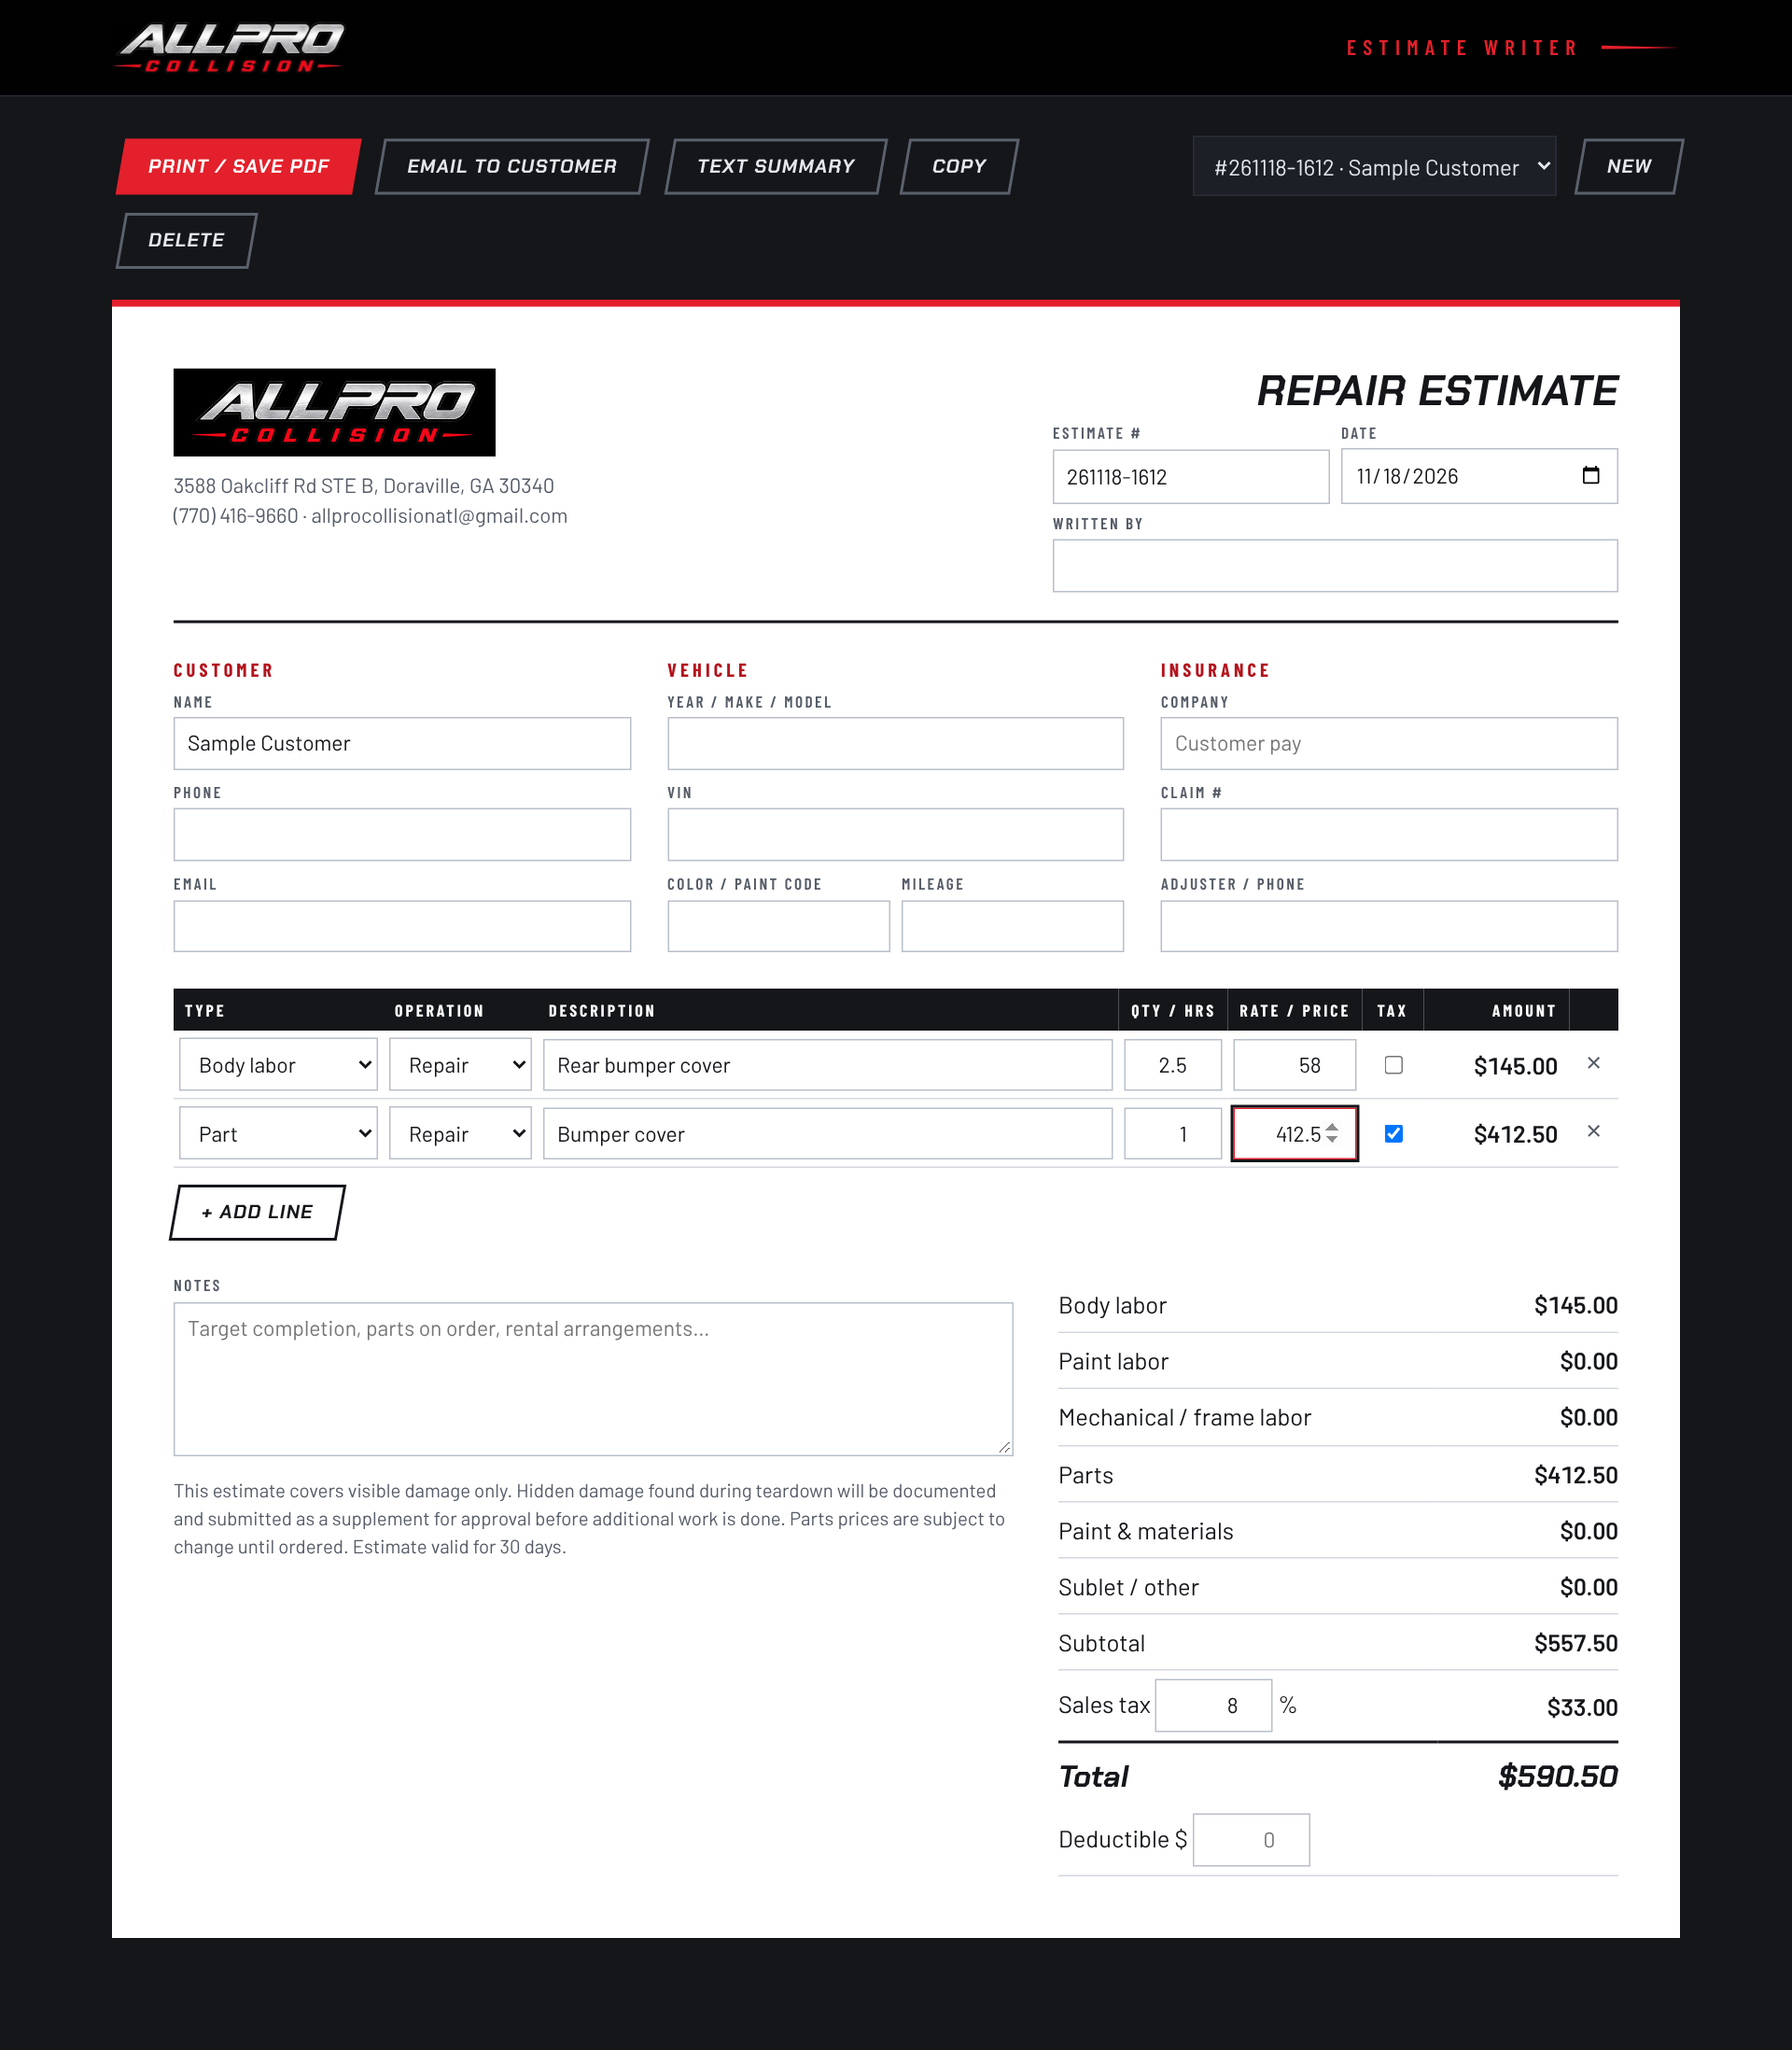 ALLPRO
COLLISION
ESTIMATE WRITER
PRINT / SAVE PDF
EMAIL TO CUSTOMER
TEXT SUMMARY
COPY
#261118-1612 · Sample Customer
NEW
DELETE
ALLPRO
COLLISION
3588 Oakcliff Rd STE B, Doraville, GA 30340
(770) 416-9660 · allprocollisionatl@gmail.com
REPAIR ESTIMATE
ESTIMATE # DATE
261118-1612 11/18/2026
WRITTEN BY
CUSTOMER VEHICLE INSURANCE
NAME YEAR / MAKE / MODEL COMPANY
Sample Customer Customer pay
PHONE VIN CLAIM #
EMAIL COLOR / PAINT CODE MILEAGE ADJUSTER / PHONE
TYPE OPERATION DESCRIPTION QTY / HRS RATE / PRICE TAX AMOUNT
Body labor Repair Rear bumper cover 2.5 58 $145.00 ×
Part Repair Bumper cover 1 412.5 $412.50 ×
+ ADD LINE
NOTES
Target completion, parts on order, rental arrangements...
This estimate covers visible damage only. Hidden damage found during teardown will be documented
and submitted as a supplement for approval before additional work is done. Parts prices are subject to
change until ordered. Estimate valid for 30 days.
Body labor $145.00
Paint labor $0.00
Mechanical / frame labor $0.00
Parts $412.50
Paint & materials $0.00
Sublet / other $0.00
Subtotal $557.50
Sales tax 8 % $33.00
Total $590.50
Deductible $ 0